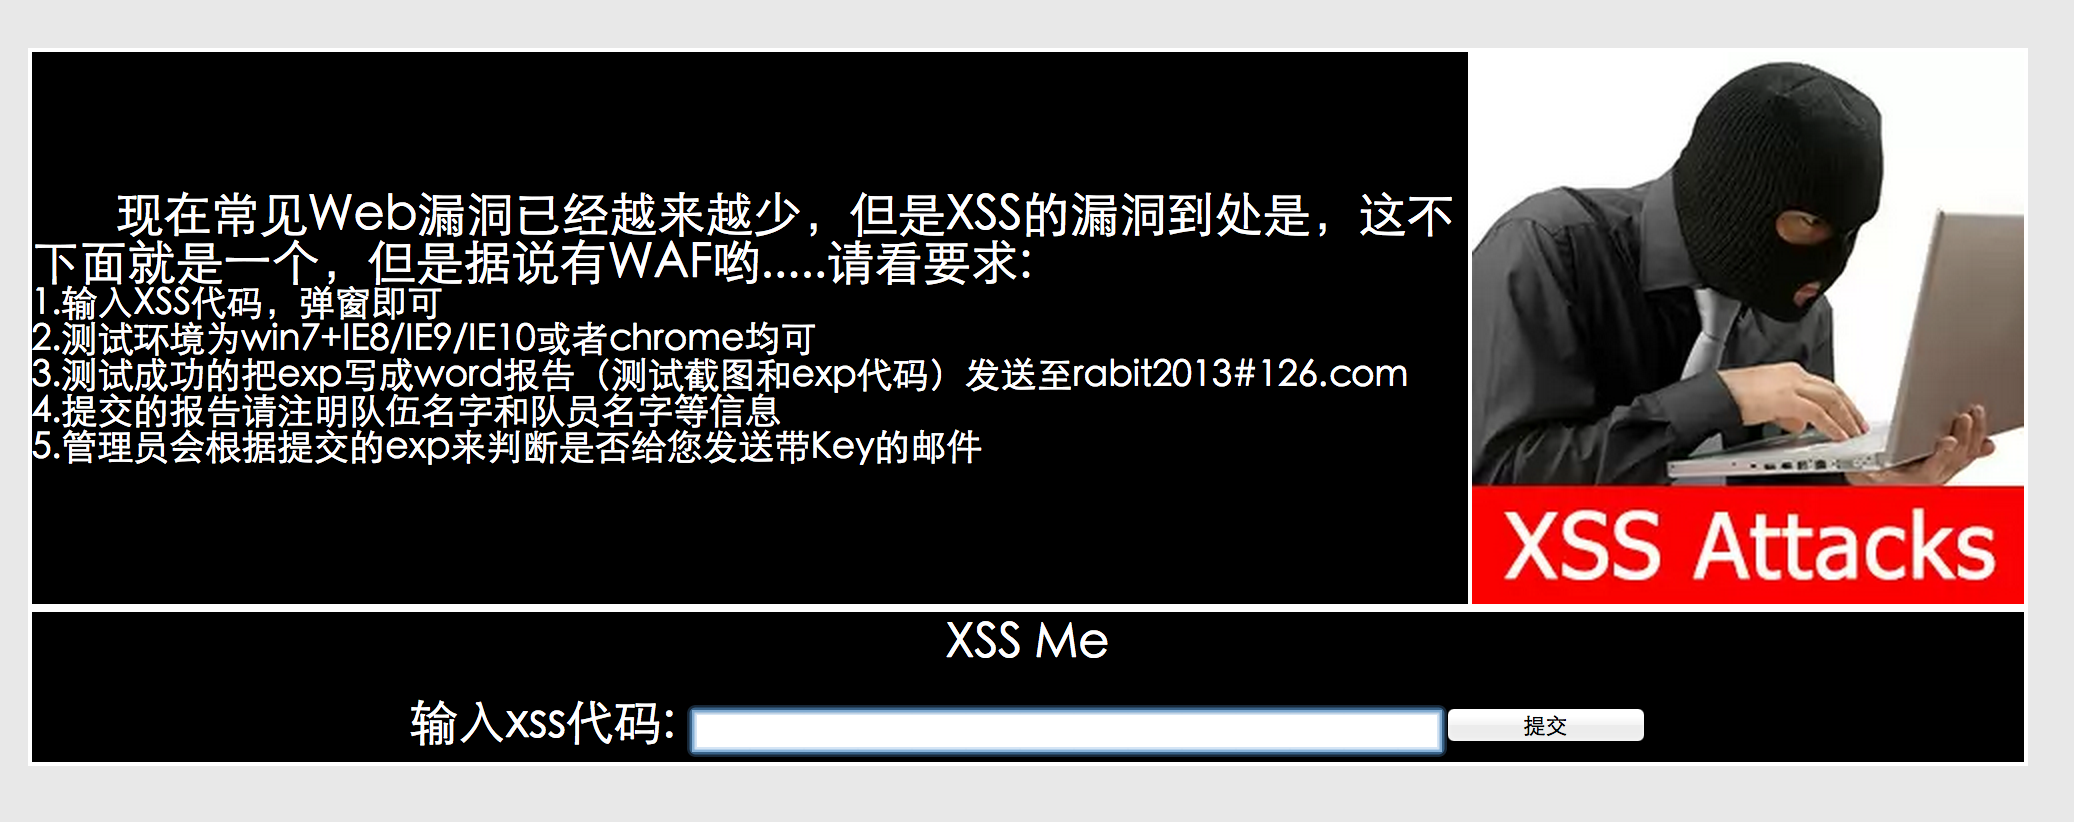 现在常见Web漏洞已经越来越少，但是XSS的漏洞到处是，这不
下面就是一个，但是据说有WAF哟.....请看要求:
1.输入XSS代码，弹窗即可
2.测试环境为win7+IE8/IE9/IE10或者chrome均可
3.测试成功的把exp写成word报告（测试截图和exp代码）发送至rabit2013#126.com
4.提交的报告请注明队伍名字和队员名字等信息
5.管理员会根据提交的exp来判断是否给您发送带Key的邮件
XSS Attacks
XSS Me
输入xss代码:
提交